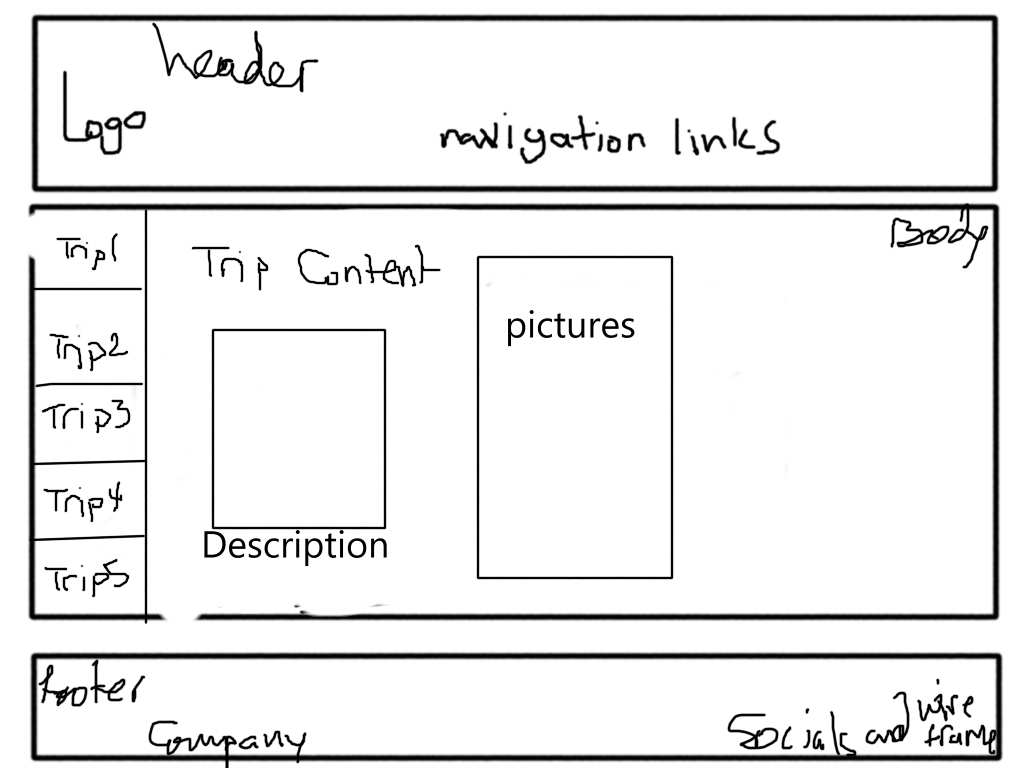 header
Logo
navigation links
Body
Trip1
Trip Content
pictures
Trip2
Trip3
Trip4
Description
Trip5
footer
Company
Socials and wire
frame